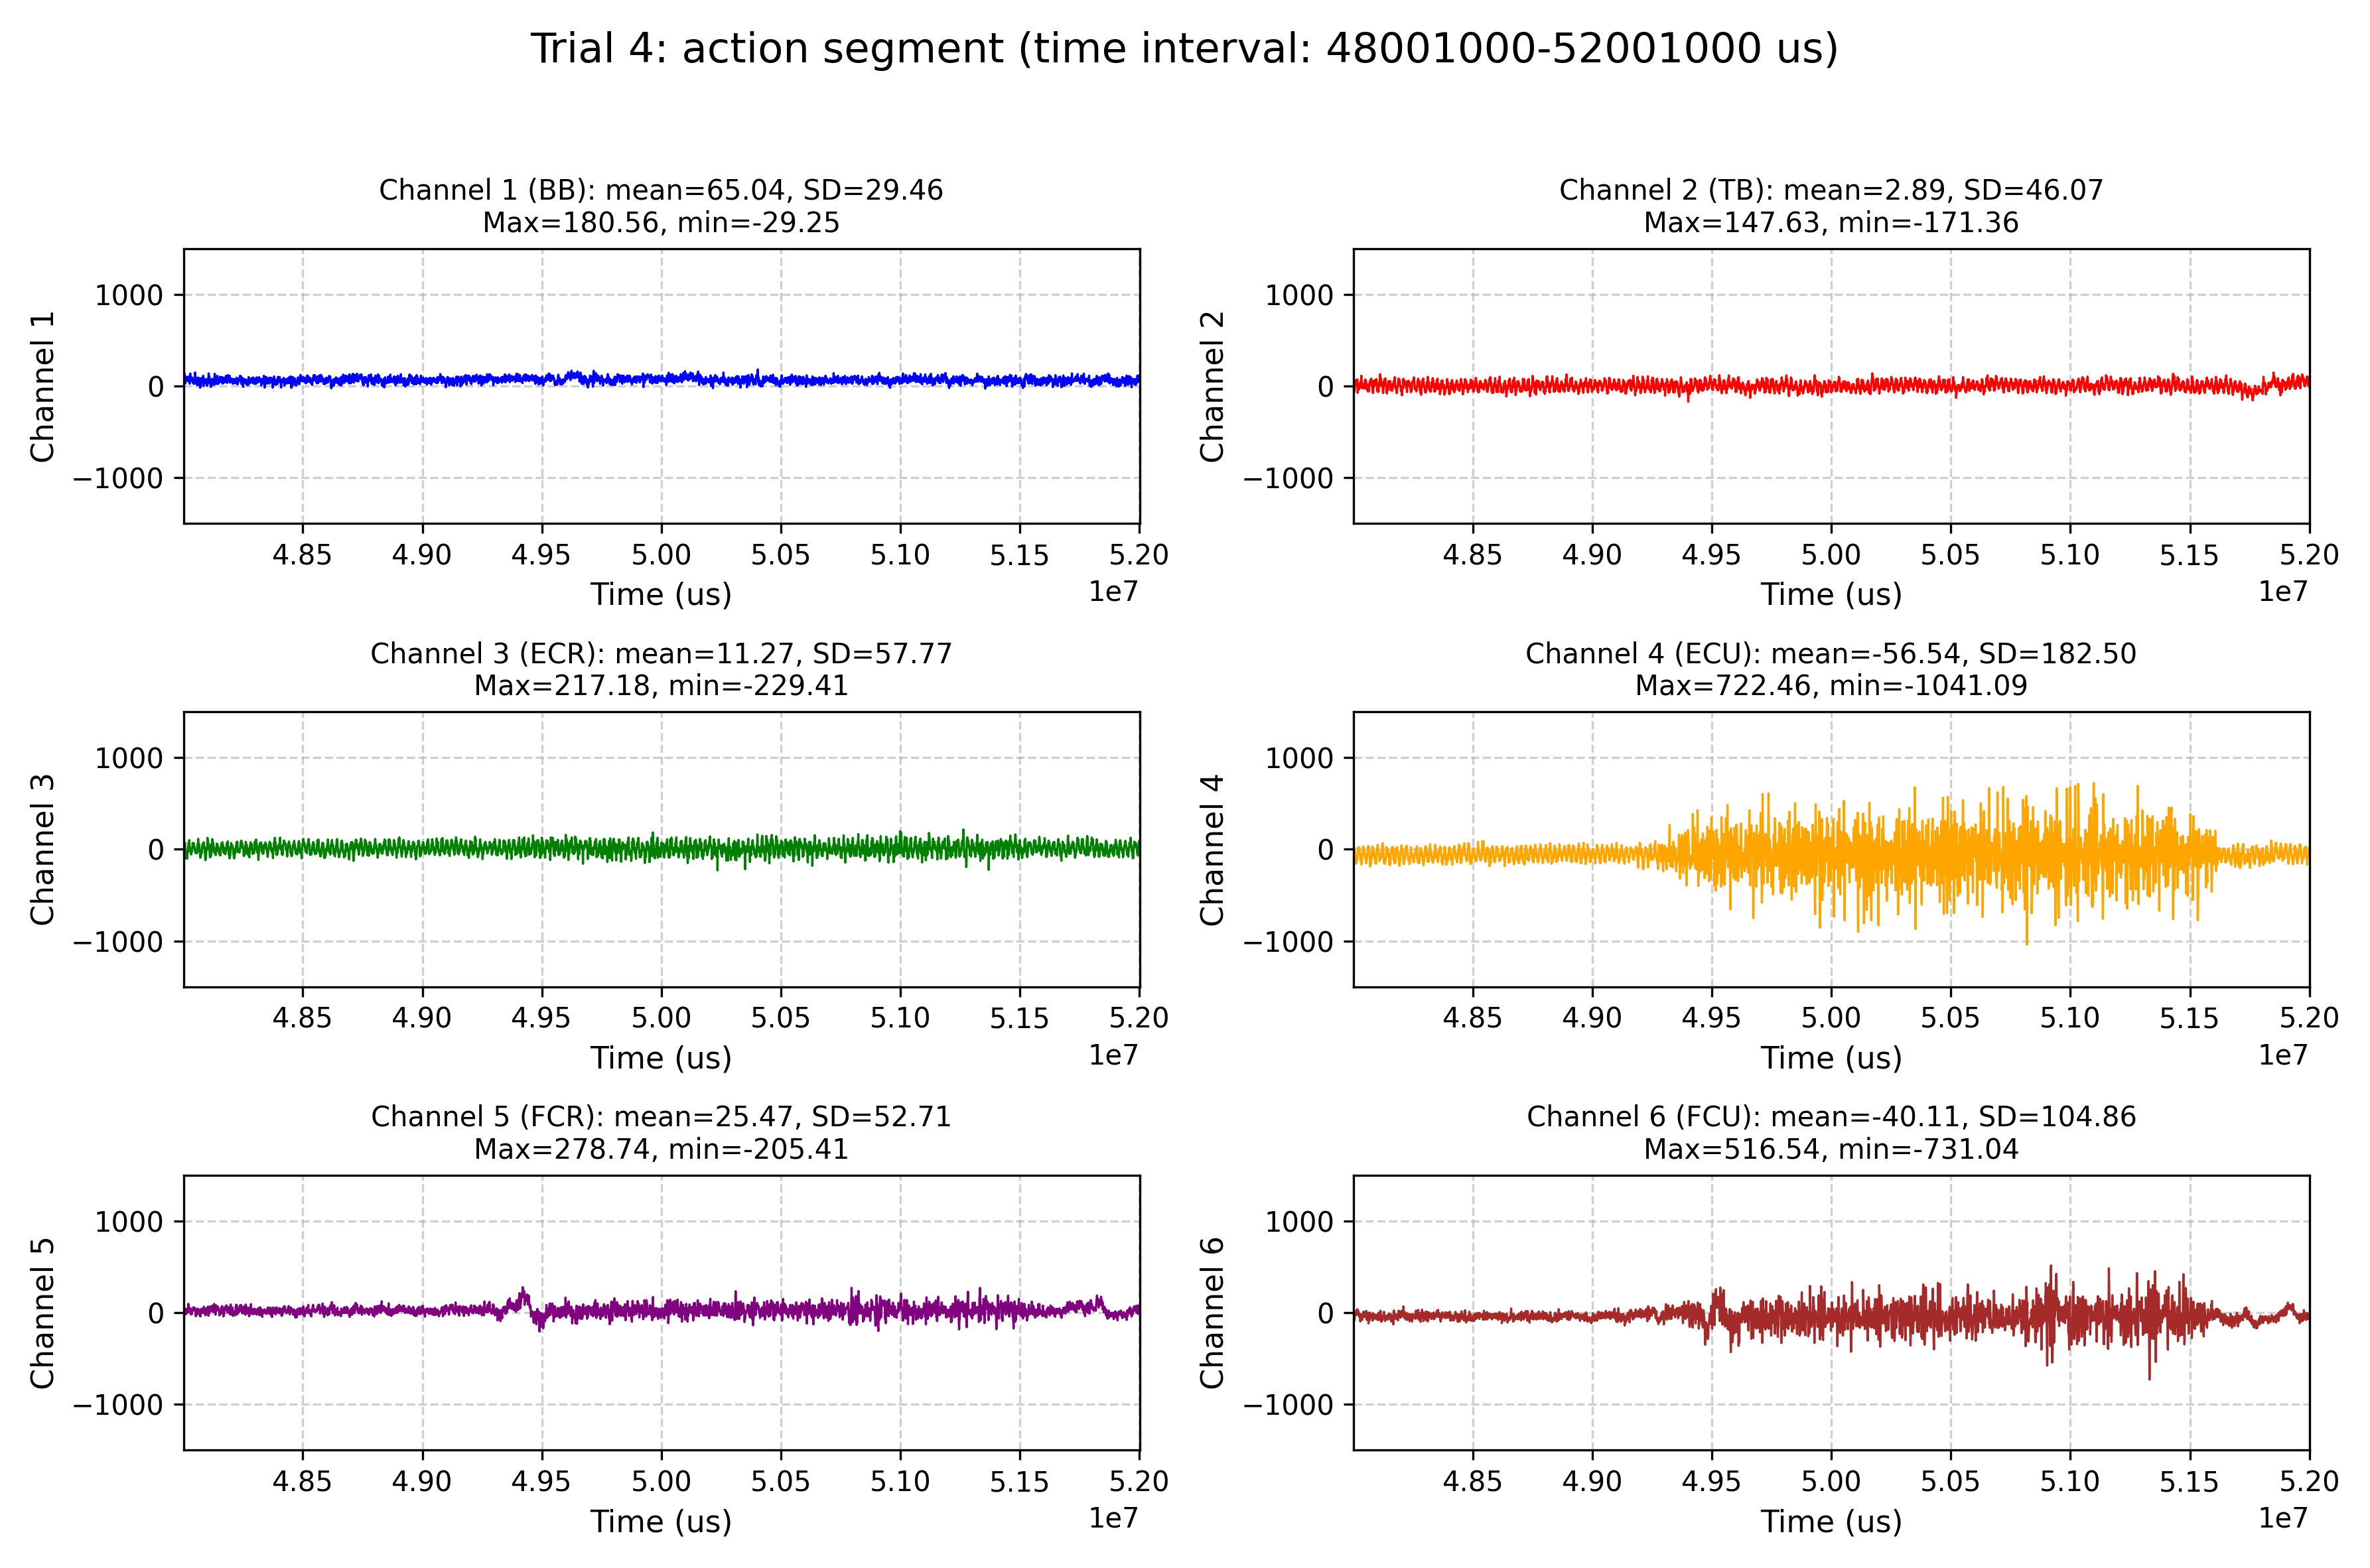 Trial 4: action segment (time interval: 48001000-52001000 us)
Channel 1 (BB): mean=65.04, SD=29.46
Max=180.56, min=-29.25
Channel 1
1000
0
−1000
4.85 4.90 4.95 5.00 5.05 5.10 5.15 5.20
Time (us)
1e7
Channel 2 (TB): mean=2.89, SD=46.07
Max=147.63, min=-171.36
Channel 2
1000
0
−1000
4.85 4.90 4.95 5.00 5.05 5.10 5.15 5.20
Time (us)
1e7
Channel 3 (ECR): mean=11.27, SD=57.77
Max=217.18, min=-229.41
Channel 3
1000
0
−1000
4.85 4.90 4.95 5.00 5.05 5.10 5.15 5.20
Time (us)
1e7
Channel 4 (ECU): mean=-56.54, SD=182.50
Max=722.46, min=-1041.09
Channel 4
1000
0
−1000
4.85 4.90 4.95 5.00 5.05 5.10 5.15 5.20
Time (us)
1e7
Channel 5 (FCR): mean=25.47, SD=52.71
Max=278.74, min=-205.41
Channel 5
1000
0
−1000
4.85 4.90 4.95 5.00 5.05 5.10 5.15 5.20
Time (us)
1e7
Channel 6 (FCU): mean=-40.11, SD=104.86
Max=516.54, min=-731.04
Channel 6
1000
0
−1000
4.85 4.90 4.95 5.00 5.05 5.10 5.15 5.20
Time (us)
1e7